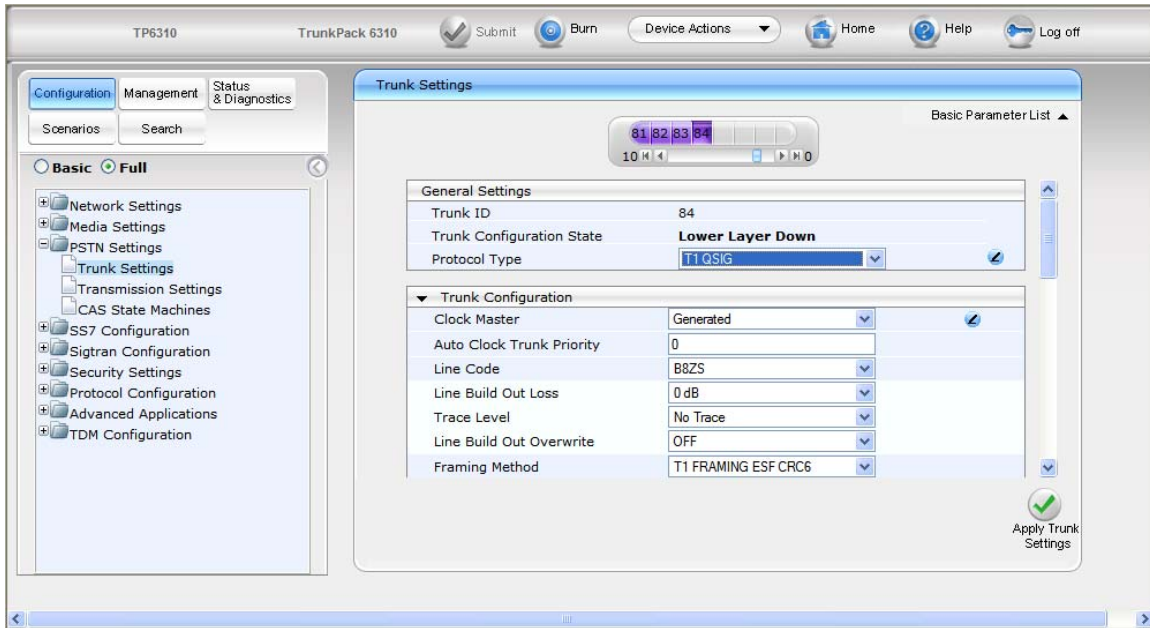 TP6310 TrunkPack 6310 Submit Burn Device Actions Home Help Log off
Configuration Management Status & Diagnostics
Scenarios Search
Basic Full
Network Settings
Media Settings
PSTN Settings
Trunk Settings
Transmission Settings
CAS State Machines
SS7 Configuration
Sigtran Configuration
Security Settings
Protocol Configuration
Advanced Applications
TDM Configuration
Trunk Settings
Basic Parameter List
81 82 83 84
10 0
General Settings
Trunk ID 84
Trunk Configuration State Lower Layer Down
Protocol Type T1 QSIG
Trunk Configuration
Clock Master Generated
Auto Clock Trunk Priority 0
Line Code B8ZS
Line Build Out Loss 0 dB
Trace Level No Trace
Line Build Out Overwrite OFF
Framing Method T1 FRAMING ESF CRC6
Apply Trunk
Settings